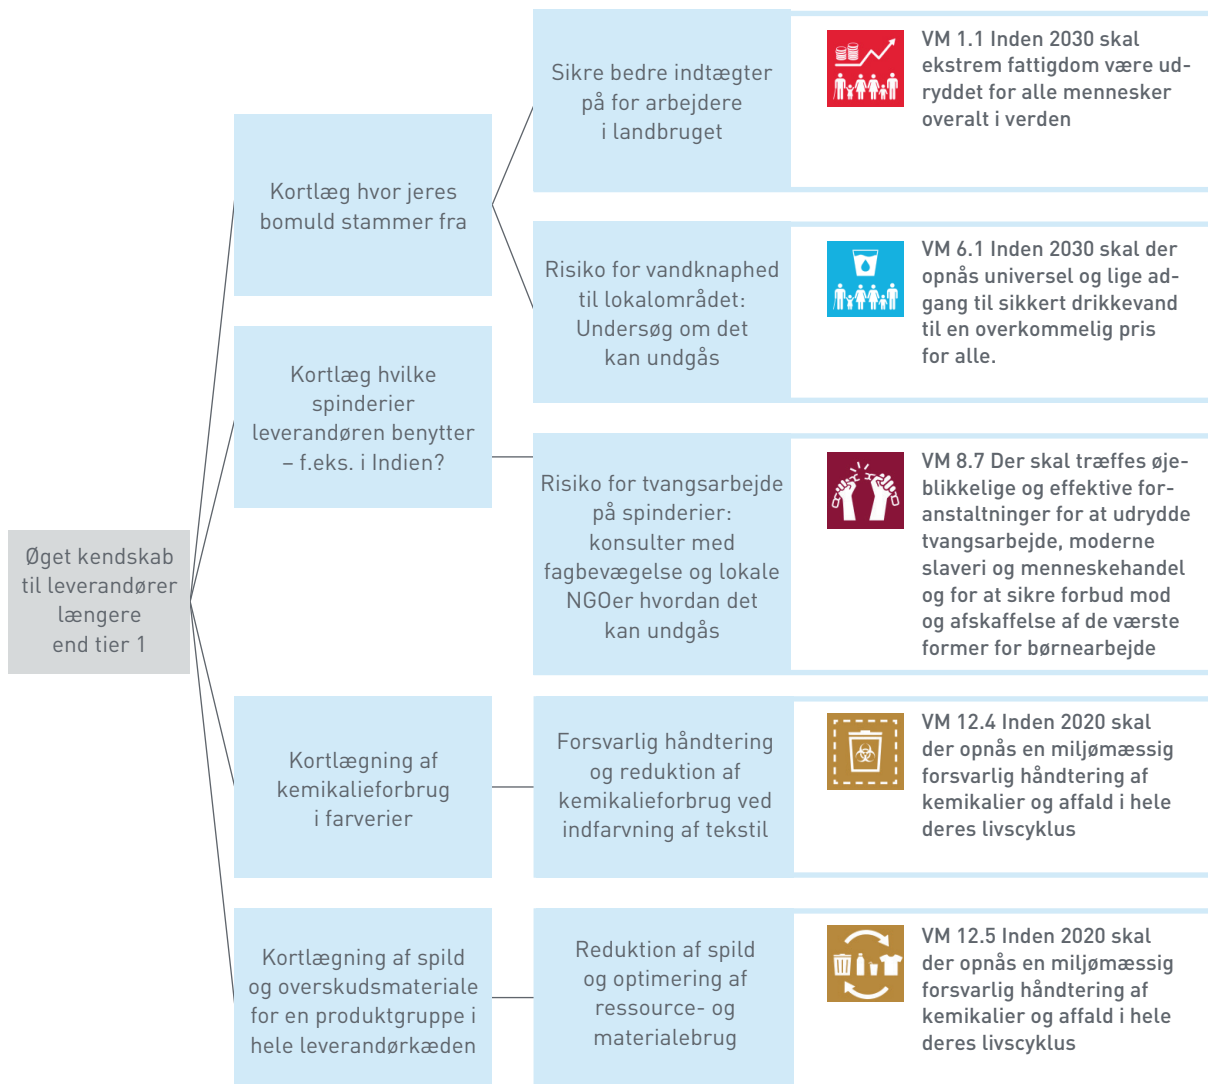 Øget kendskab
til leverandører
længere
end tier 1
Kortlæg hvor jeres
bomuld stammer fra
Sikre bedre indtægter
på for arbejdere
i landbruget
VM 1.1 Inden 2030 skal
ekstrem fattigdom være ud-
ryddet for alle mennesker
overalt i verden
Risiko for vandknaphed
til lokalområdet:
Undersøg om det
kan undgås
VM 6.1 Inden 2030 skal der
opnås universel og lige ad-
gang til sikkert drikkevand
til en overkommelig pris
for alle.
Kortlæg hvilke
spinderier
leverandøren benytter
– f.eks. i Indien?
Risiko for tvangsarbejde
på spinderier:
konsulter med
fagbevægelse og lokale
NGOer hvordan det
kan undgås
VM 8.7 Der skal træffes øje-
blikkelige og effektive for-
anstaltninger for at udrydde
tvangsarbejde, moderne
slaveri og menneskehandel
og for at sikre forbud mod
og afskaffelse af de værste
former for børnearbejde
Kortlægning af
kemikalieforbrug
i farverier
Forsvarlig håndtering
og reduktion af
kemikalieforbrug ved
indfarvning af tekstil
VM 12.4 Inden 2020 skal
der opnås en miljømæssig
forsvarlig håndtering af
kemikalier og affald i hele
deres livscyklus
Kortlægning af spild
og overskudsmateriale
for en produktgruppe i
hele leverandørkæden
Reduktion af spild
og optimering af
ressource- og
materialebrug
VM 12.5 Inden 2020 skal
der opnås en miljømæssig
forsvarlig håndtering af
kemikalier og affald i hele
deres livscyklus